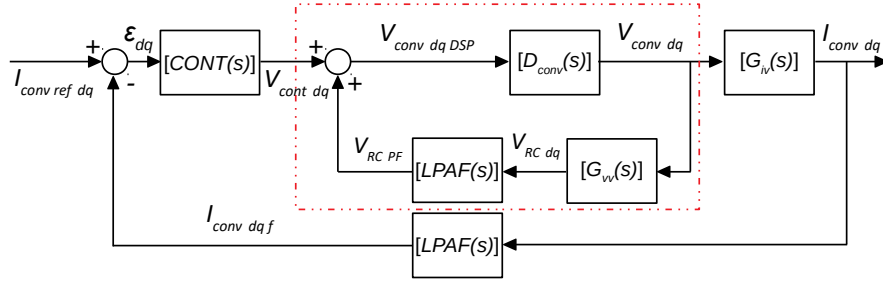 ε dq
V conv dq DSP
V conv dq
I conv dq
+
-
[CONT(s)]
+
+
[D conv (s)]
[G iv (s)]
I conv ref dq
V cont dq
V RC PF
V RC dq
[LPAF(s)]
[G vv (s)]
I conv dq f
[LPAF(s)]